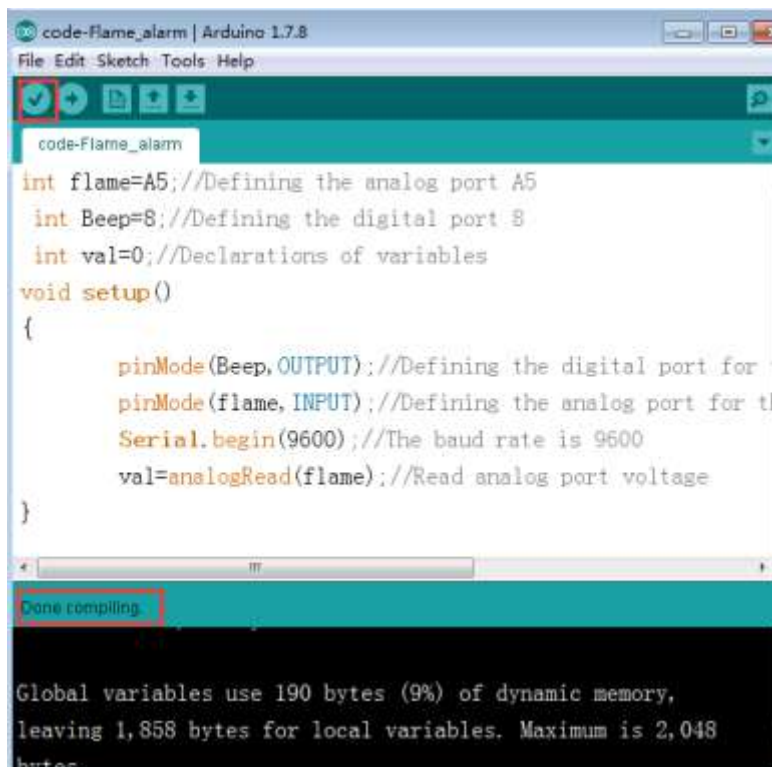 code-Flame_alarm | Arduino 1.7.8
File Edit Sketch Tools Help
code-Flame_alarm
int flame=A5;//Defining the analog port A5
int Beep=8;//Defining the digital port 8
int val=0;//Declarations of variables
void setup()
{
pinMode(Beep,OUTPUT);//Defining the digital port for
pinMode(flame,INPUT);//Defining the analog port for th
Serial.begin(9600);//The baud rate is 9600
val=analogRead(flame);//Read analog port voltage
}
Done compiling.
Global variables use 190 bytes (9%) of dynamic memory,
leaving 1,858 bytes for local variables. Maximum is 2,048
bytes